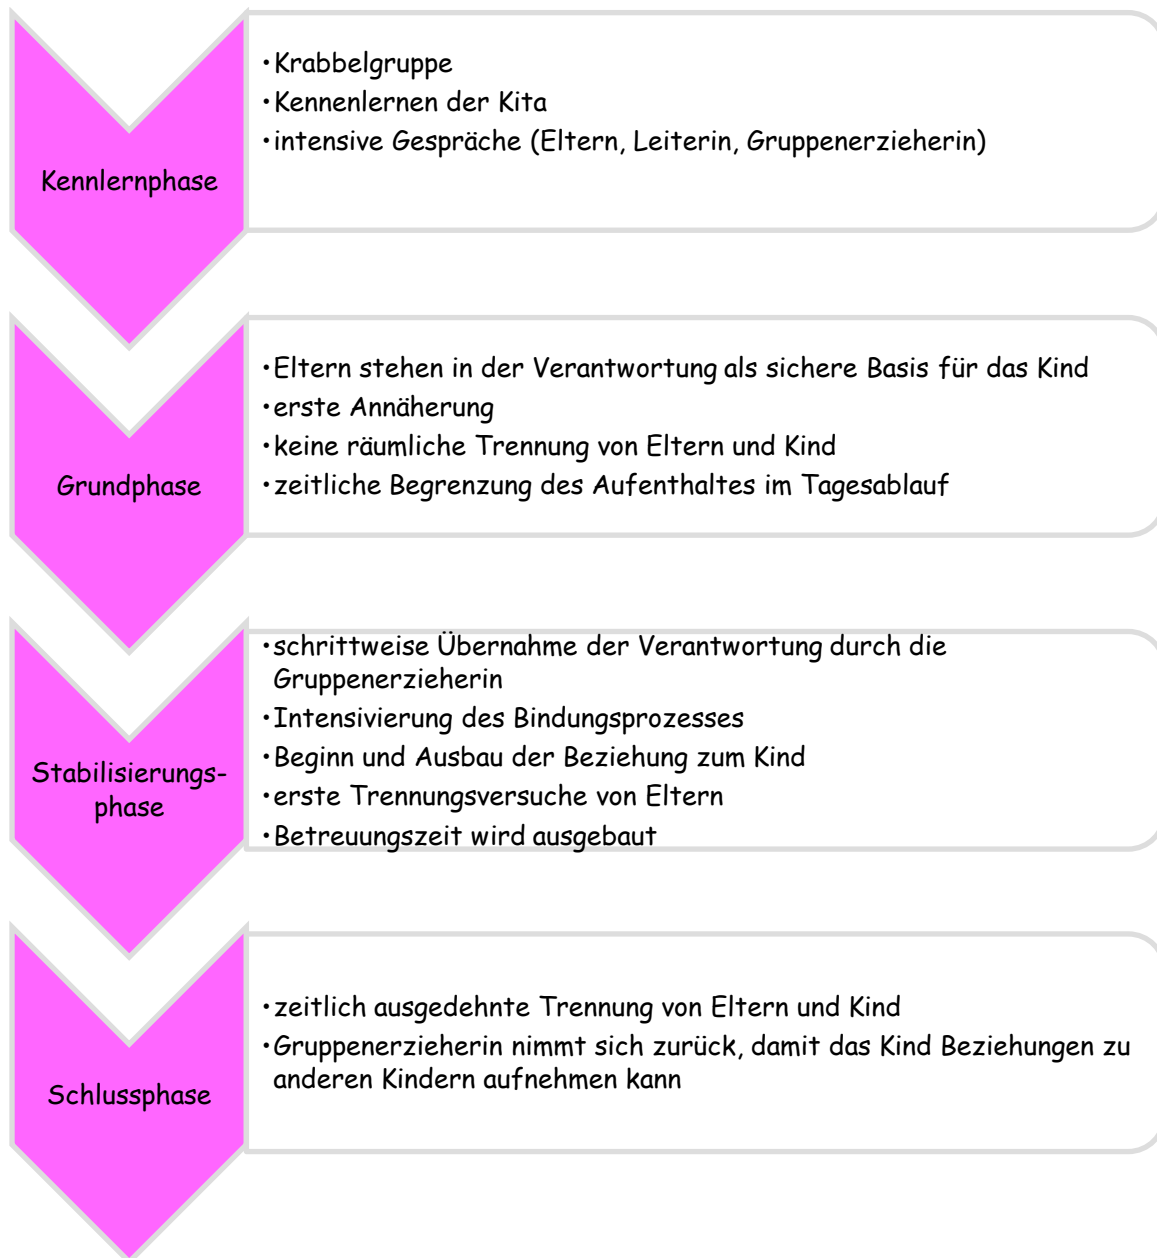 Kennlernphase
•Krabbelgruppe
•Kennenlernen der Kita
•intensive Gespräche (Eltern, Leiterin, Gruppenerzieherin)
Grundphase
•Eltern stehen in der Verantwortung als sichere Basis für das Kind
•erste Annäherung
•keine räumliche Trennung von Eltern und Kind
•zeitliche Begrenzung des Aufenthaltes im Tagesablauf
Stabilisierungs-
phase
•schrittweise Übernahme der Verantwortung durch die
Gruppenerzieherin
•Intensivierung des Bindungsprozesses
•Beginn und Ausbau der Beziehung zum Kind
•erste Trennungsversuche von Eltern
•Betreuungszeit wird ausgebaut
Schlussphase
•zeitlich ausgedehnte Trennung von Eltern und Kind
•Gruppenerzieherin nimmt sich zurück, damit das Kind Beziehungen zu
anderen Kindern aufnehmen kann